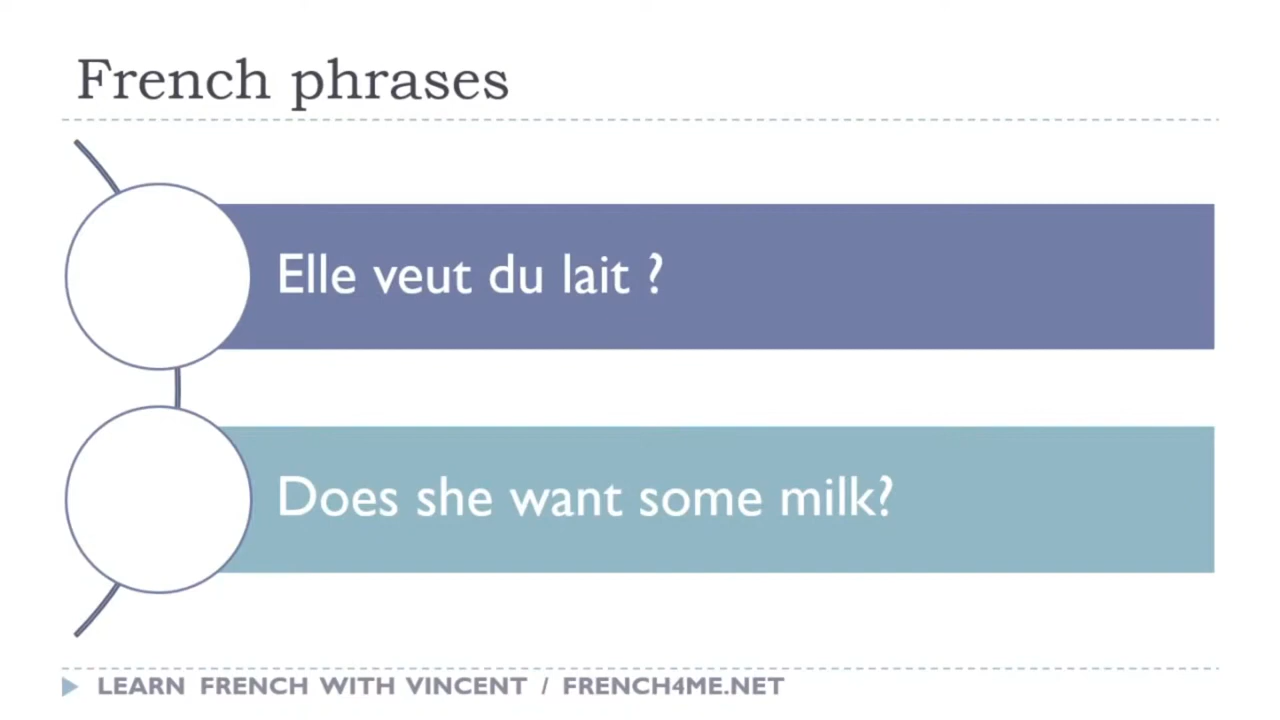 French phrases
Elle veut du lait ?
Does she want some milk?
LEARN FRENCH WITH VINCENT / FRENCH4ME.NET